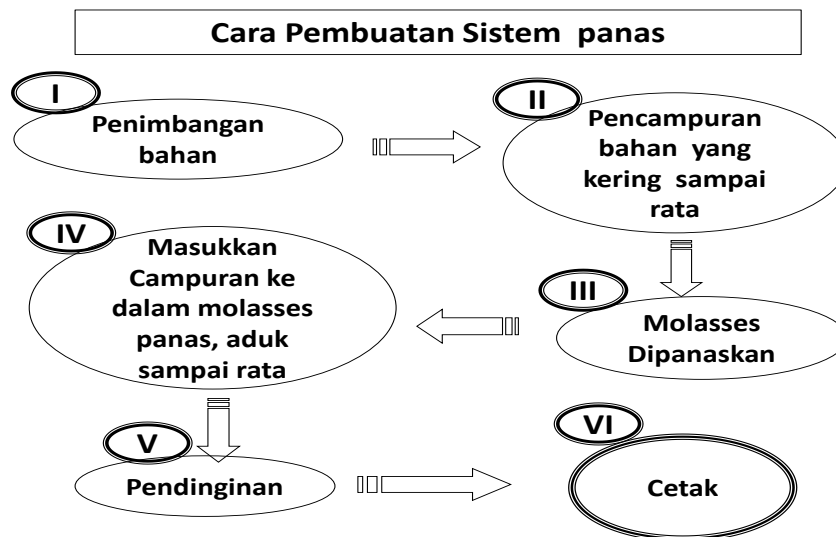 Cara Pembuatan Sistem panas
I
Penimbangan
bahan
II
Pencampuran
bahan yang
kering sampai
rata
III
Molasses
Dipanaskan
IV
Masukkan
Campuran ke
dalam molasses
panas, aduk
sampai rata
V
Pendinginan
VI
Cetak